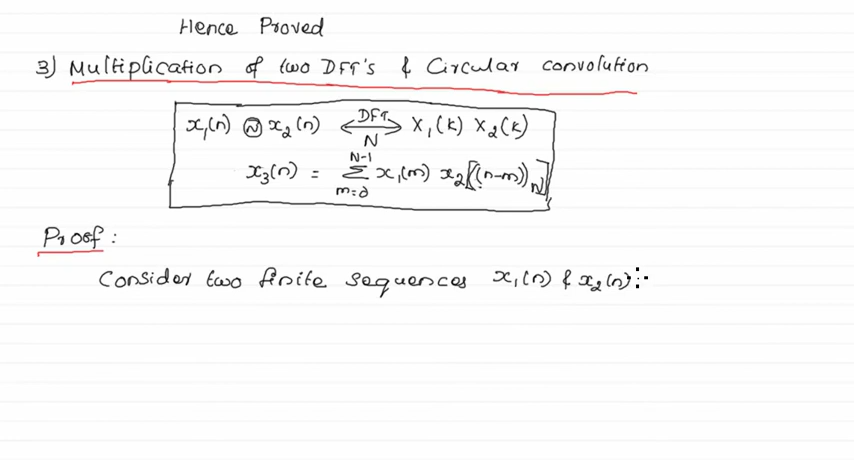 Hence Proved
3) Multiplication of two DFT's & Circular convolution
x₁(n) Ⓝ x₂(n) ⟷ X₁(k) X₂(k)
DFT
N
x₃(n) = Σ x₁(m) x₂[((n-m))_N]
N-1
m=0
Proof :
Consider two finite sequences x₁(n) & x₂(n)